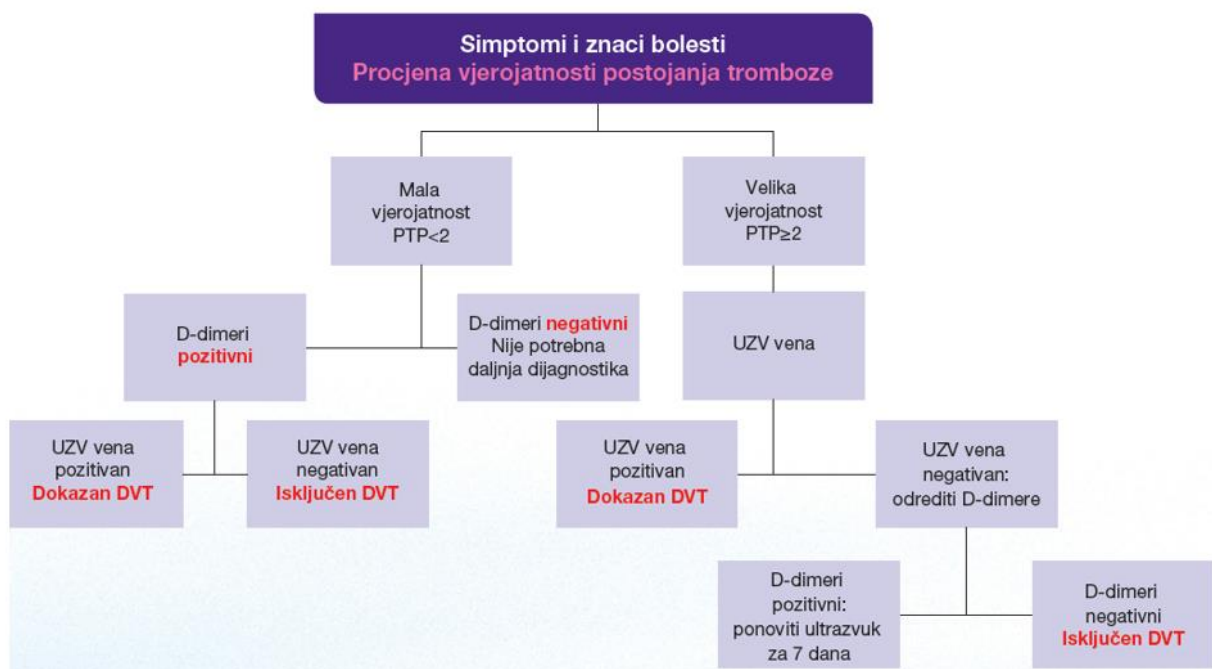 Simptomi i znaci bolesti
Procjena vjerojatnosti postojanja tromboze
Mala
vjerojatnost
PTP<2
Velika
vjerojatnost
PTP≥2
D-dimeri
pozitivni
D-dimeri negativni
Nije potrebna
daljnja dijagnostika
UZV vena
UZV vena
pozitivan
Dokazan DVT
UZV vena
negativan
Isključen DVT
UZV vena
pozitivan
Dokazan DVT
UZV vena
negativan:
odrediti D-dimere
D-dimeri
pozitivni:
ponoviti ultrazvuk
za 7 dana
D-dimeri
negativni
Isključen DVT